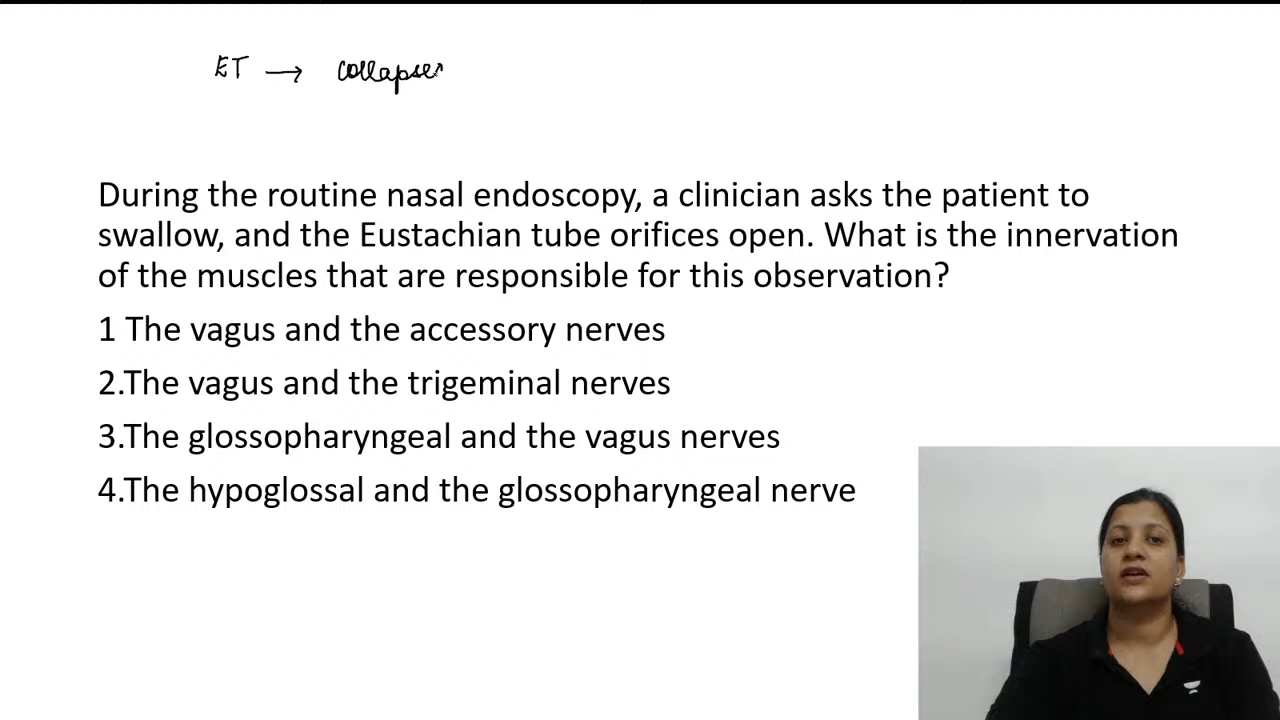 ET → collapsed
During the routine nasal endoscopy, a clinician asks the patient to
swallow, and the Eustachian tube orifices open. What is the innervation
of the muscles that are responsible for this observation?
1 The vagus and the accessory nerves
2.The vagus and the trigeminal nerves
3.The glossopharyngeal and the vagus nerves
4.The hypoglossal and the glossopharyngeal nerve